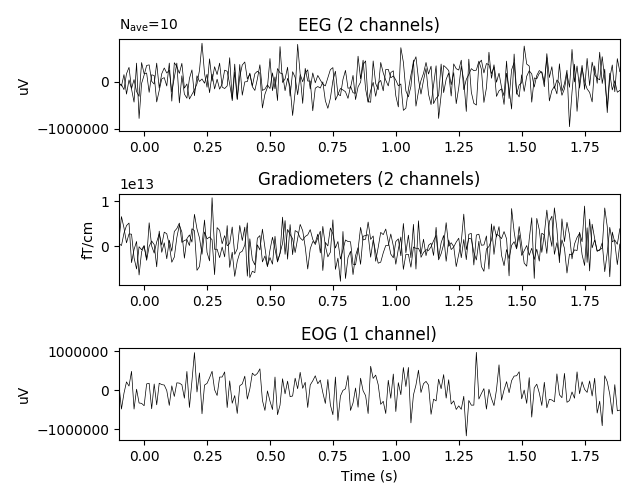 N_ave=10
EEG (2 channels)
uV
0
−1000000
0.00 0.25 0.50 0.75 1.00 1.25 1.50 1.75
1e13
Gradiometers (2 channels)
fT/cm
1
0
0.00 0.25 0.50 0.75 1.00 1.25 1.50 1.75
EOG (1 channel)
uV
1000000
0
−1000000
0.00 0.25 0.50 0.75 1.00 1.25 1.50 1.75
Time (s)